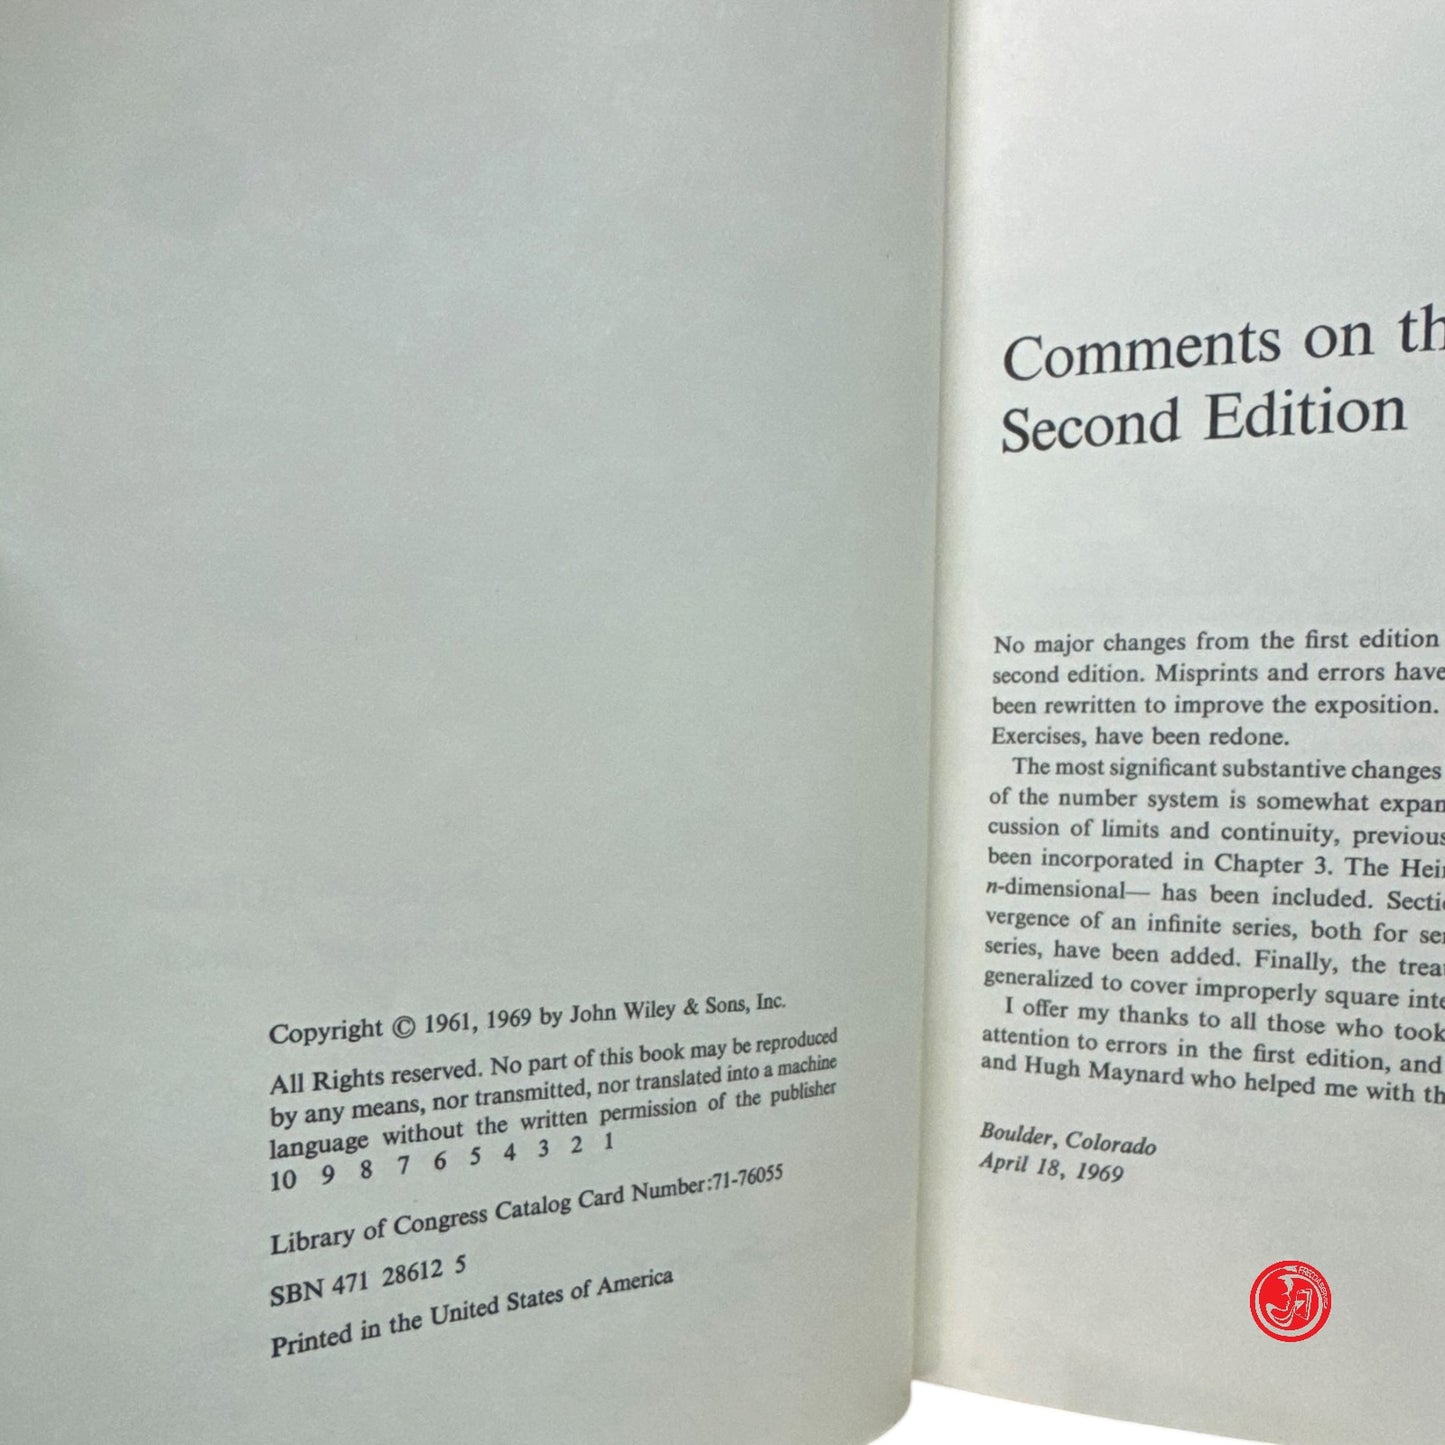 Copyright © 1961, 1969 by John Wiley & Sons, Inc.
All Rights reserved. No part of this book may be reproduced
by any means, nor transmitted, nor translated into a machine
language without the written permission of the publisher
10 9 8 7 6 5 4 3 2 1
Library of Congress Catalog Card Number:71-76055
SBN 471 28612 5
Printed in the United States of America
Comments on th
Second Edition
No major changes from the first edition
second edition. Misprints and errors have
been rewritten to improve the exposition.
Exercises, have been redone.
The most significant substantive changes
of the number system is somewhat expan
cussion of limits and continuity, previous
been incorporated in Chapter 3. The Hei
n-dimensional— has been included. Secti
vergence of an infinite series, both for se
series, have been added. Finally, the trea
generalized to cover improperly square inte
I offer my thanks to all those who took
attention to errors in the first edition, and
and Hugh Maynard who helped me with th
Boulder, Colorado
April 18, 1969